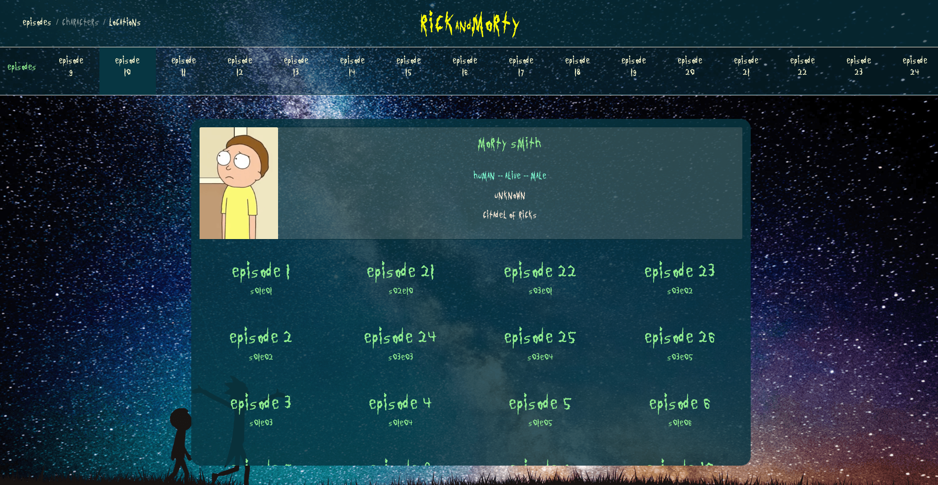 episodes / CHARACTERS / LOCATIONS
RICK AND MORTY
episodes
episode 9
episode 10
episode 11
episode 12
episode 13
episode 14
episode 15
episode 16
episode 17
episode 18
episode 19
episode 20
episode 21
episode 22
episode 23
episode 24
Morty Smith
human - Alive - Male
unknown
Citadel of Ricks
episode 1 episode 21 episode 22 episode 23
s01e01 s02e10 s03e01 s03e02
episode 2 episode 24 episode 25 episode 26
s01e02 s03e03 s03e04 s03e05
episode 3 episode 4 episode 5 episode 6
s01e03 s01e04 s01e05 s01e06